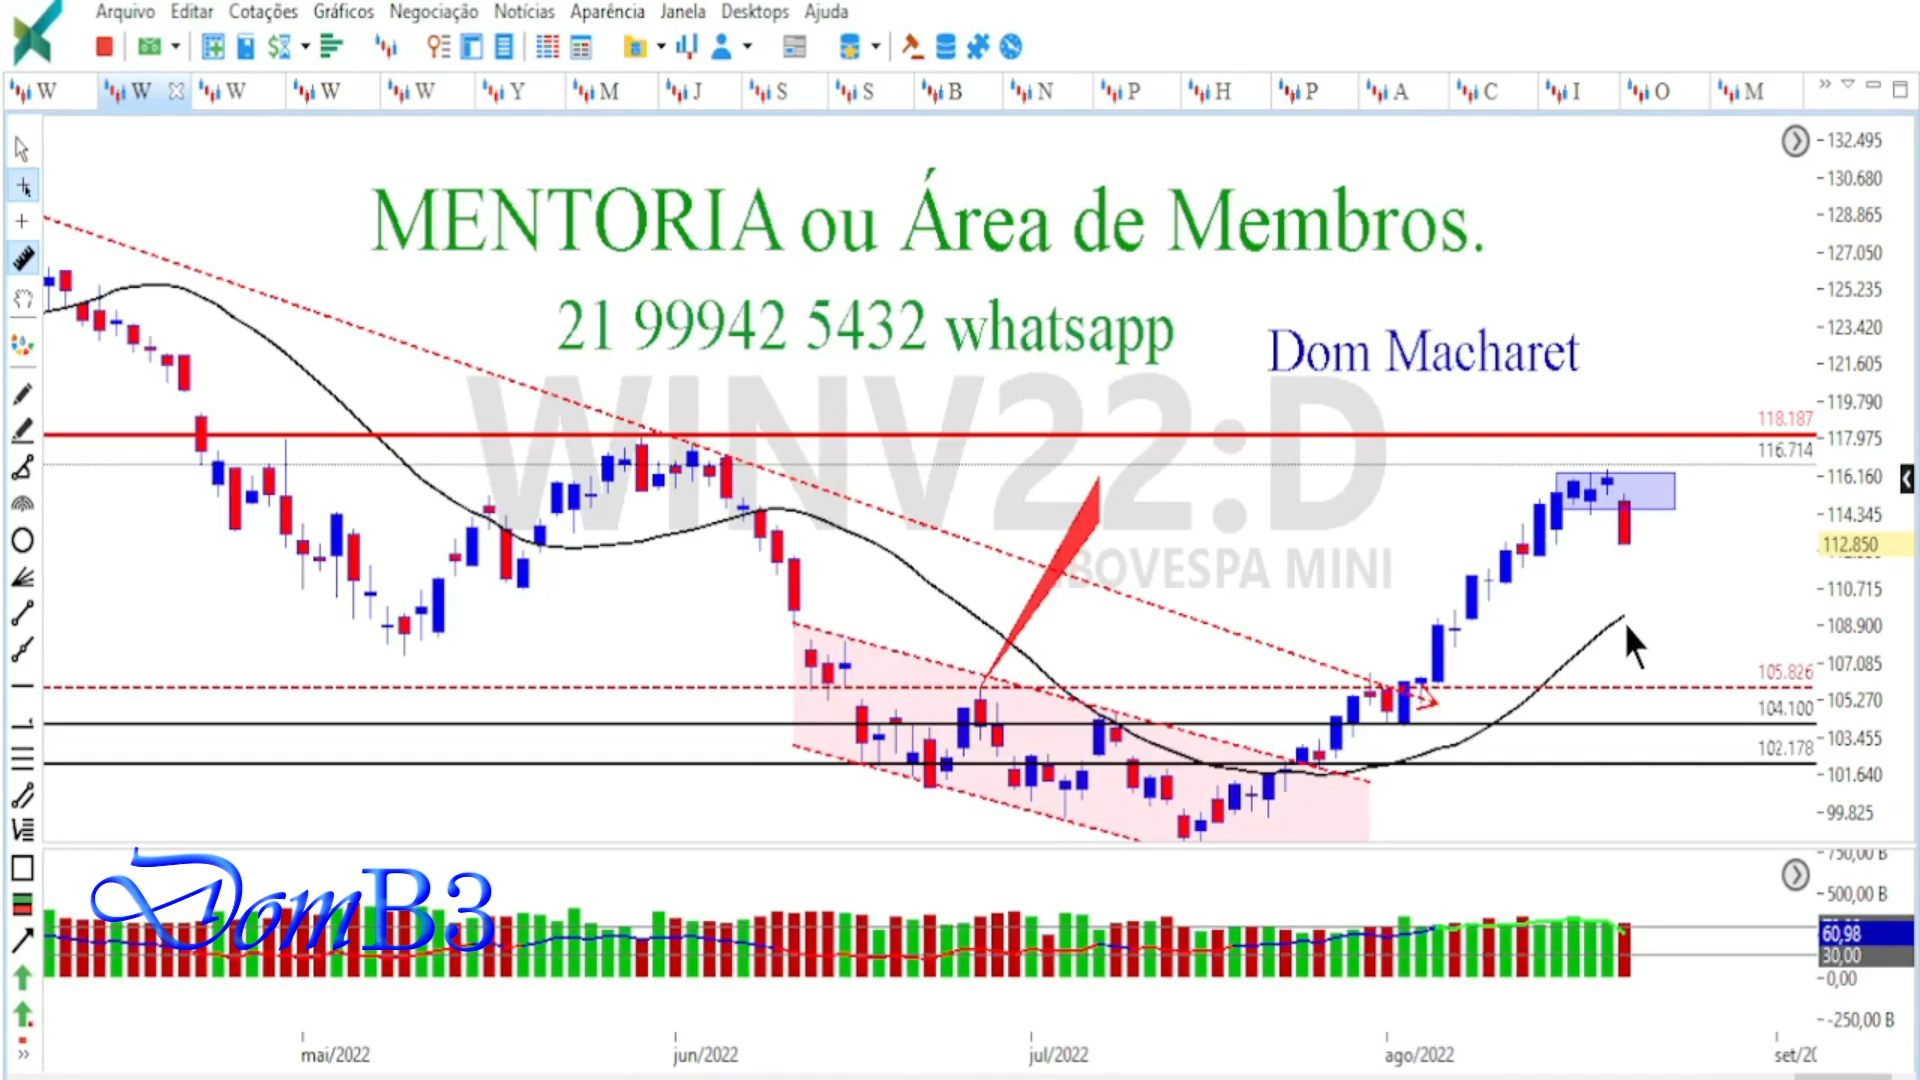 Arquivo Editar Cotações Gráficos Negociação Notícias Aparência Janela Desktops Ajuda
W W W W W Y M J S S B N P H P A C I O M
132.495
130.680
MENTORIA ou Área de Membros.
128.865
127.050
125.235
21 99942 5432 whatsapp
123.420
Dom Macharet
121.605
119.790
WINV22:D
118.187
117.975
116.714
116.160
114.345
112.850
BOVESPA MINI
110.715
108.900
107.085
105.826
105.270
104.100
103.455
102.178
101.640
99.825
750,00 B
DomB3
500,00 B
60,98
30,00
0,00
-250,00 B
mai/2022 jun/2022 jul/2022 ago/2022 set/20